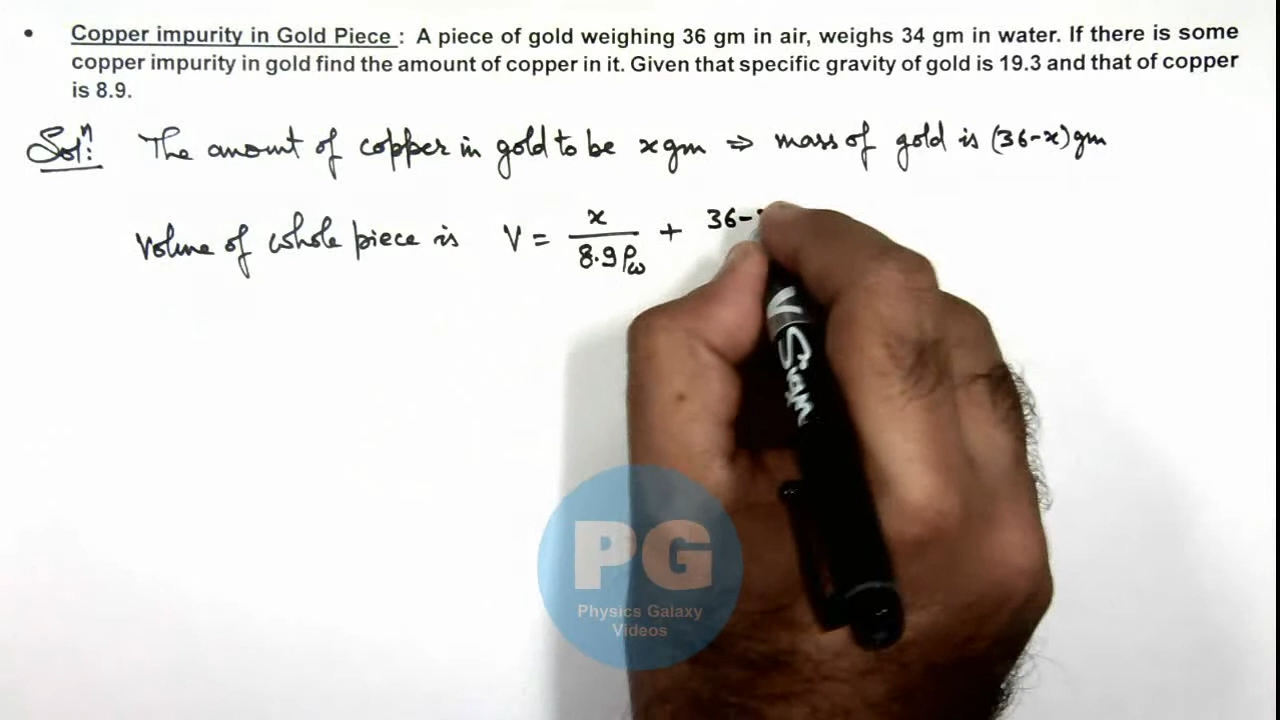 • Copper impurity in Gold Piece : A piece of gold weighing 36 gm in air, weighs 34 gm in water. If there is some
copper impurity in gold find the amount of copper in it. Given that specific gravity of gold is 19.3 and that of copper
is 8.9.
Solⁿ: The amount of copper in gold to be x gm ⇒ mass of gold is (36-x) gm
Volume of whole piece is V = x/8.9ρω + 36-
V Sign
PG
Physics Galaxy
Videos